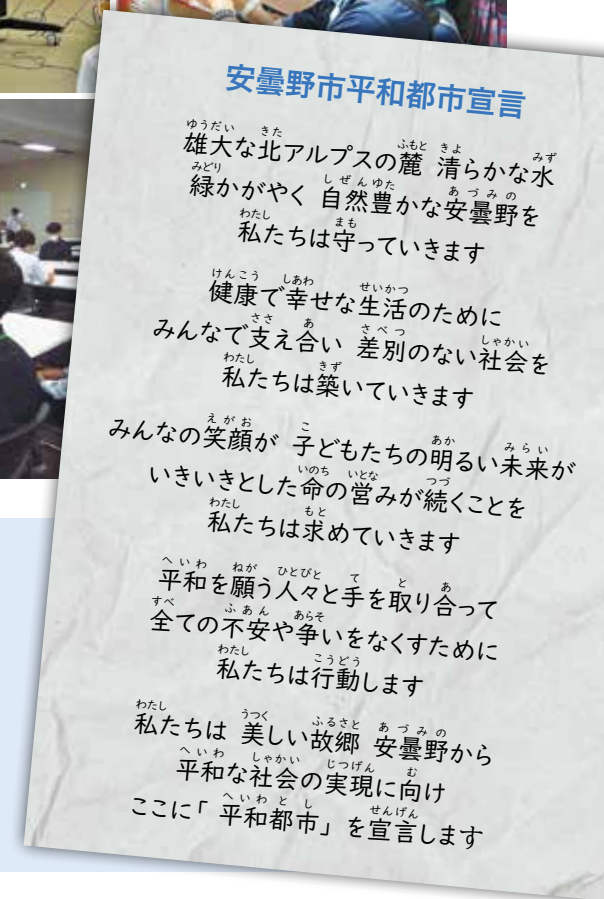 安曇野市平和都市宣言
雄大な北アルプスの麓 清らかな水
緑かがやく 自然豊かな安曇野を
私たちは守っていきます
健康で幸せな生活のために
みんなで支え合い 差別のない社会を
私たちは築いていきます
みんなの笑顔が 子どもたちの明るい未来が
いきいきとした命の営みが続くことを
私たちは求めていきます
平和を願う人々と手を取り合って
全ての不安や争いをなくすために
私たちは行動します
私たちは 美しい故郷 安曇野から
平和な社会の実現に向け
ここに「平和都市」を宣言します